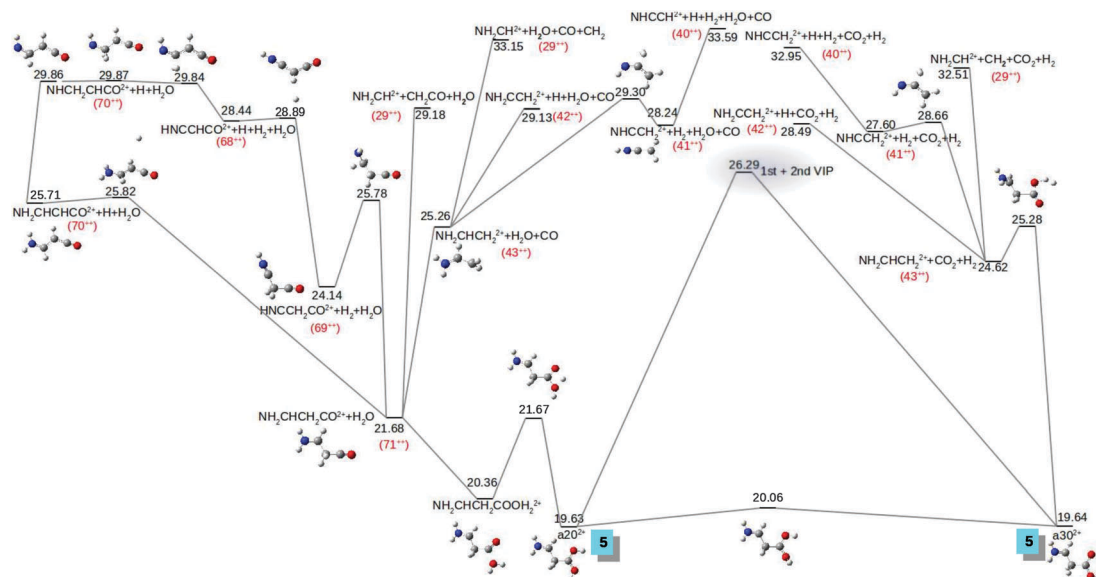 29.86
29.87
29.84
NHCH₂CHCO²⁺+H+H₂O
(70⁺⁺)
28.44
28.89
HNCCHCO²⁺+H+H₂+H₂O
(68⁺⁺)
25.71
25.82
NH₂CHCHCO²⁺+H+H₂O
(70⁺⁺)
24.14
HNCCH₂CO²⁺+H₂+H₂O
(69⁺⁺)
25.78
NH₂CH²⁺+CH₂CO+H₂O
(29⁺⁺)
29.18
NH₂CH²⁺+H₂O+CO+CH₂
33.15
(29⁺⁺)
NH₂CCH₂²⁺+H+H₂O+CO
29.13
(42⁺⁺)
25.26
NH₂CHCH₂²⁺+H₂O+CO
(43⁺⁺)
29.30
28.24
NHCCH₂²⁺+H₂+H₂O+CO
(41⁺⁺)
NHCCH²⁺+H+H₂+H₂O+CO
(40⁺⁺)
33.59
NHCCH₂²⁺+H+H₂+CO₂+H₂
32.95
(40⁺⁺)
NH₂CH²⁺+CH₂+CO₂+H₂
32.51
(29⁺⁺)
NH₂CCH₂²⁺+H+CO₂+H₂
(42⁺⁺)
28.49
27.60
28.66
NHCCH₂²⁺+H₂+CO₂+H₂
(41⁺⁺)
26.29
1st + 2nd VIP
25.28
NH₂CHCH₂²⁺+CO₂+H₂
24.62
(43⁺⁺)
NH₂CHCH₂CO²⁺+H₂O
21.68
(71⁺⁺)
21.67
20.36
NH₂CHCH₂COOH₂²⁺
19.63
a20²⁺
5
20.06
19.64
a30²⁺
5